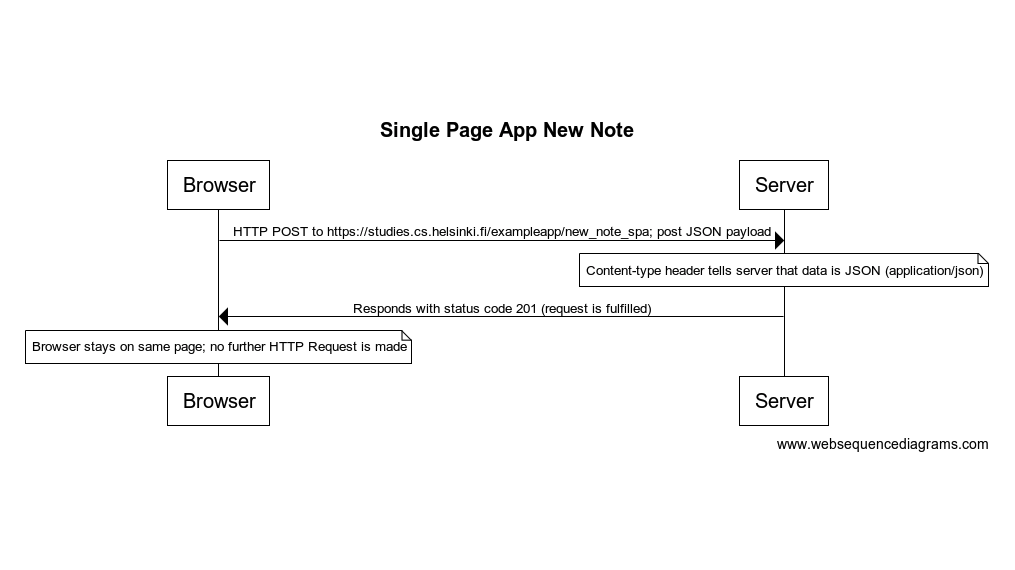 Single Page App New Note
Browser
Server
HTTP POST to https://studies.cs.helsinki.fi/exampleapp/new_note_spa; post JSON payload
Content-type header tells server that data is JSON (application/json)
Responds with status code 201 (request is fulfilled)
Browser stays on same page; no further HTTP Request is made
Browser
Server
www.websequencediagrams.com